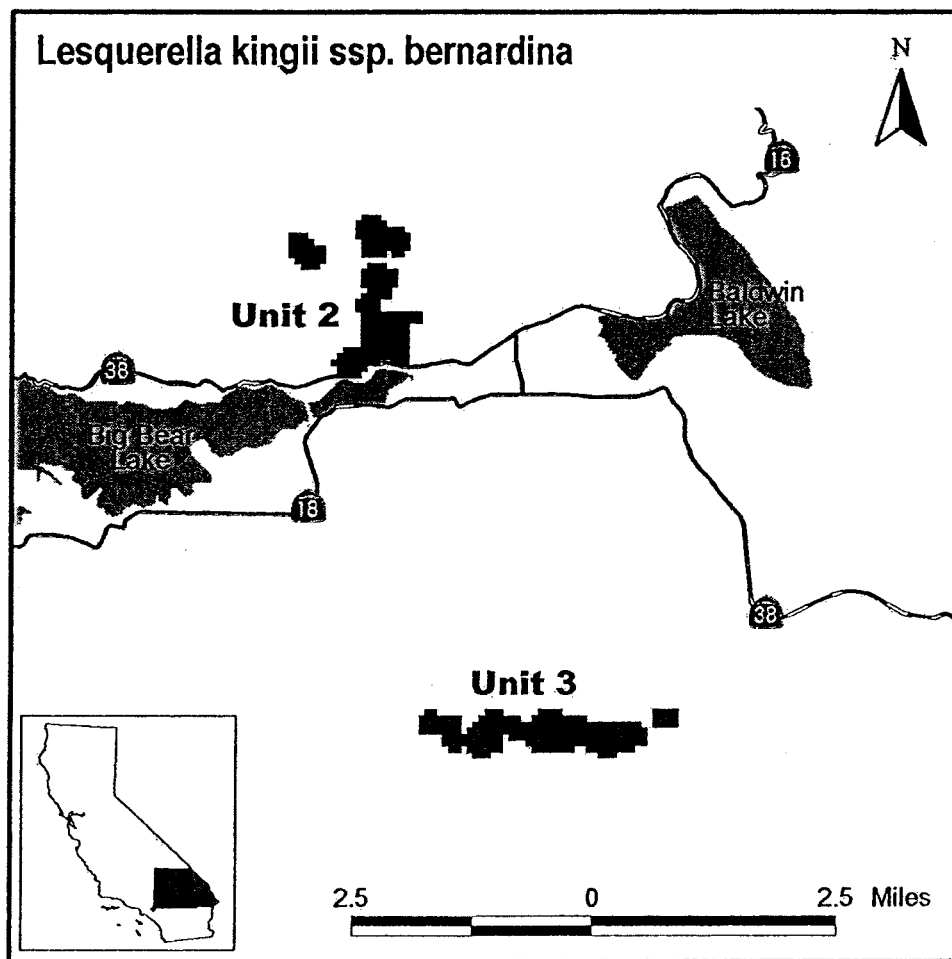 Lesquerella kingii ssp. bernardina
N
18
Unit 2
Baldwin
Lake
38
Big Bear
Lake
18
38
Unit 3
2.5 0 2.5 Miles